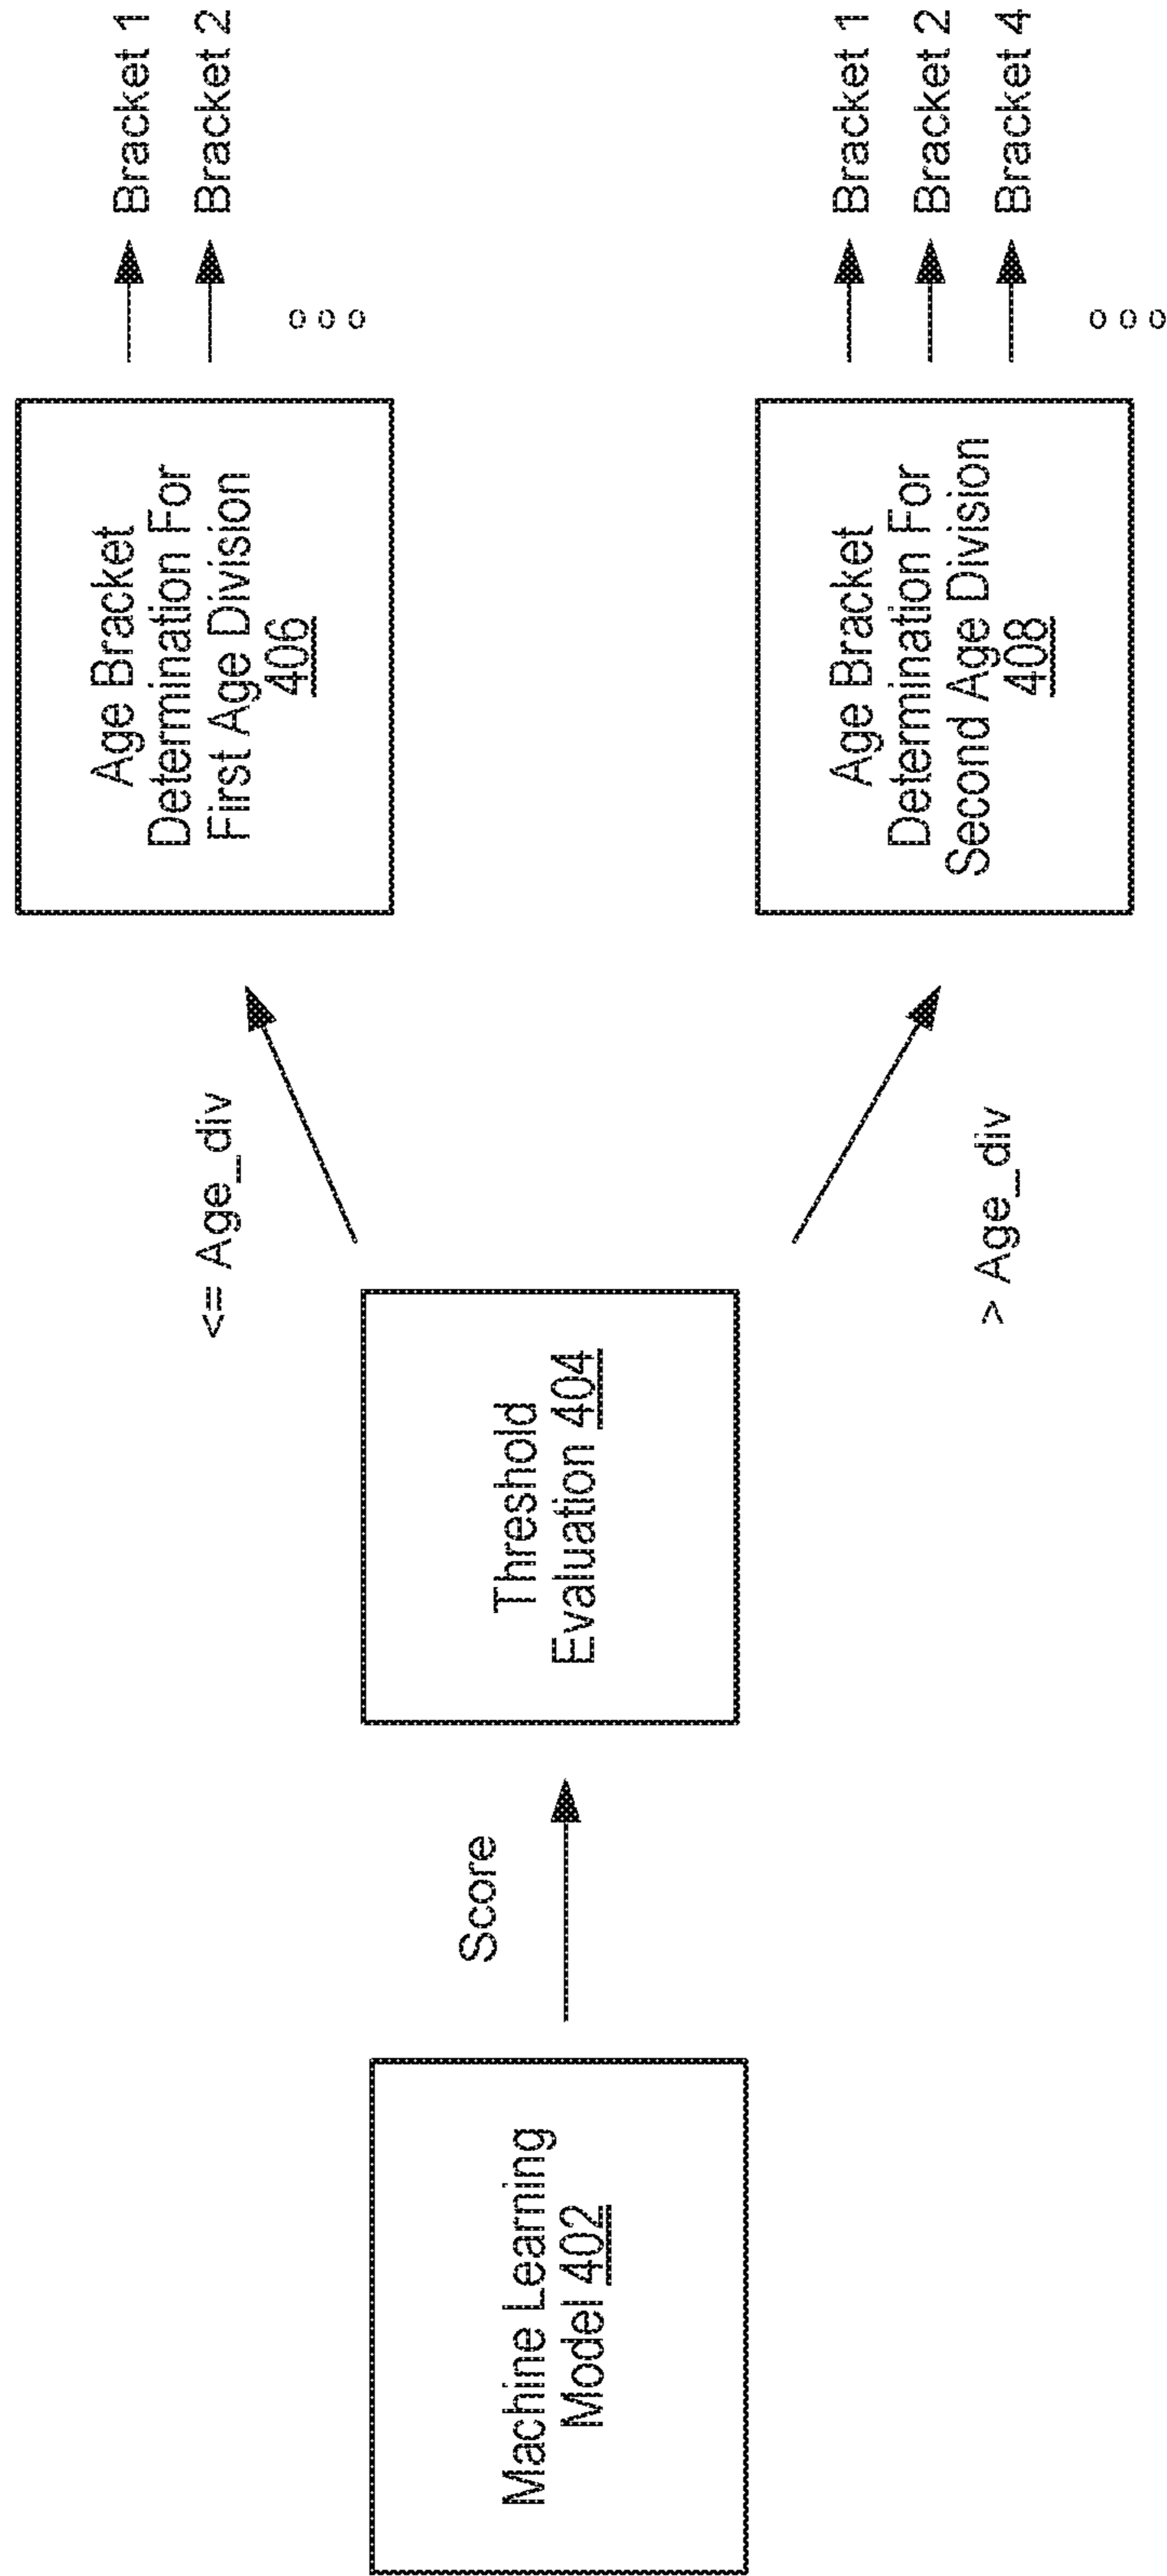 Machine Learning
Model 402
Score
Threshold
Evaluation 404
<= Age_div
> Age_div
Age Bracket
Determination For
First Age Division
406
Bracket 1
Bracket 2
o o o
Age Bracket
Determination For
Second Age Division
408
Bracket 1
Bracket 2
Bracket 4
o o o